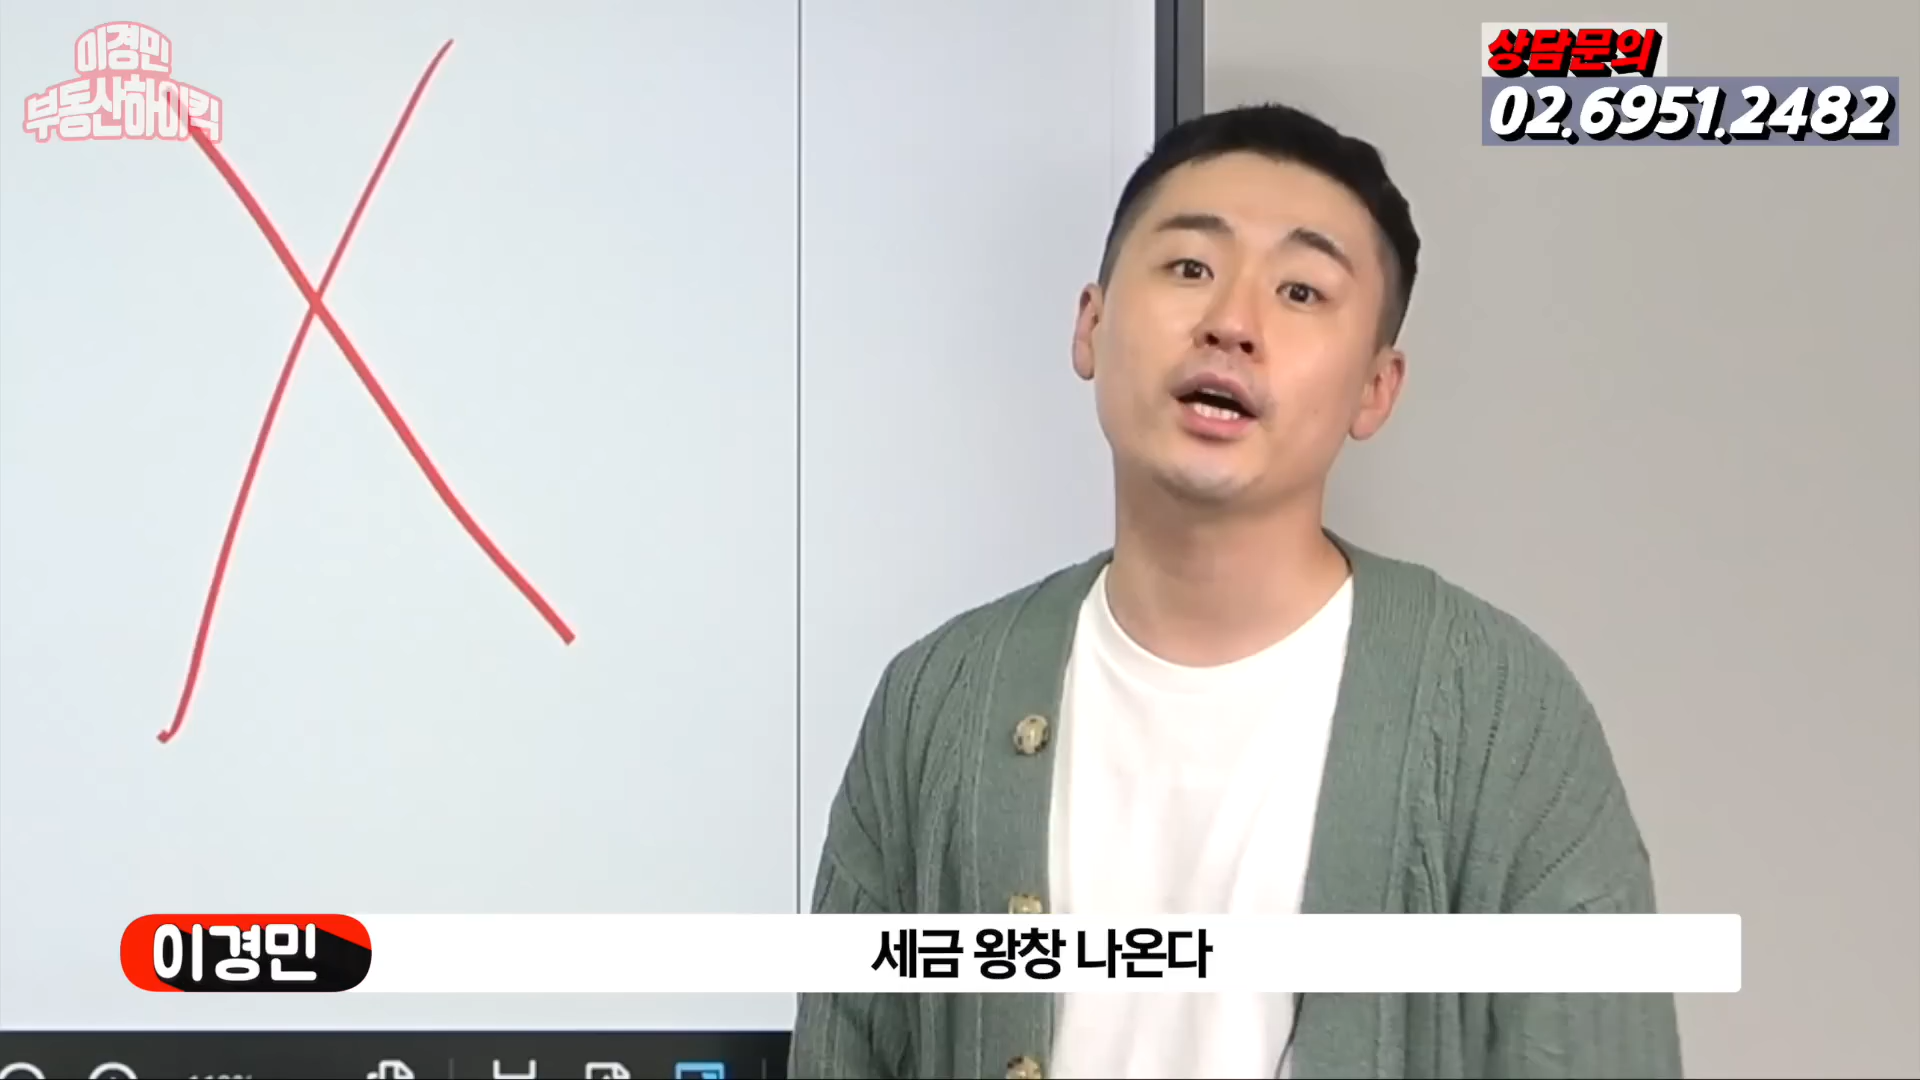 이경민
부동산하이킥
상담문의
02.6951.2482
이경민
세금 왕창 나온다